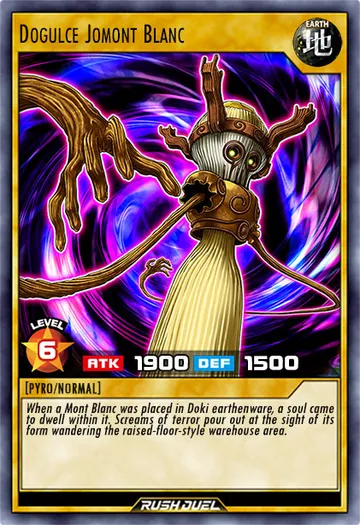 Dogulce Jomont Blanc
EARTH
地
LEVEL
6
ATK 1900 DEF 1500
[PYRO/NORMAL]
When a Mont Blanc was placed in Doki earthenware, a soul came
to dwell within it. Screams of terror pour out at the sight of its
form wandering the raised-floor-style warehouse area.
RUSH DUEL